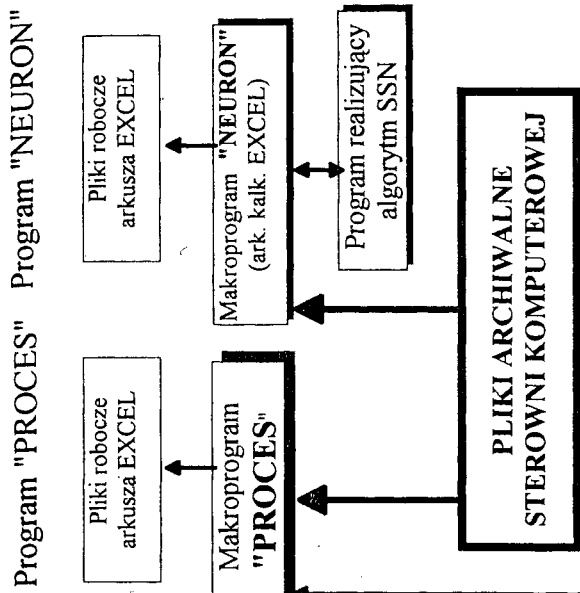 Program "PROCES"
Program "NEURON"
Pliki robocze
arkusza EXCEL
Pliki robocze
arkusza EXCEL
Makroprogram
"PROCES"
Makroprogram "NEURON"
(ark. kalk. EXCEL)
Program realizujący
algorytm SSN
PLIKI ARCHIWALNE
STEROWNI KOMPUTEROWEJ